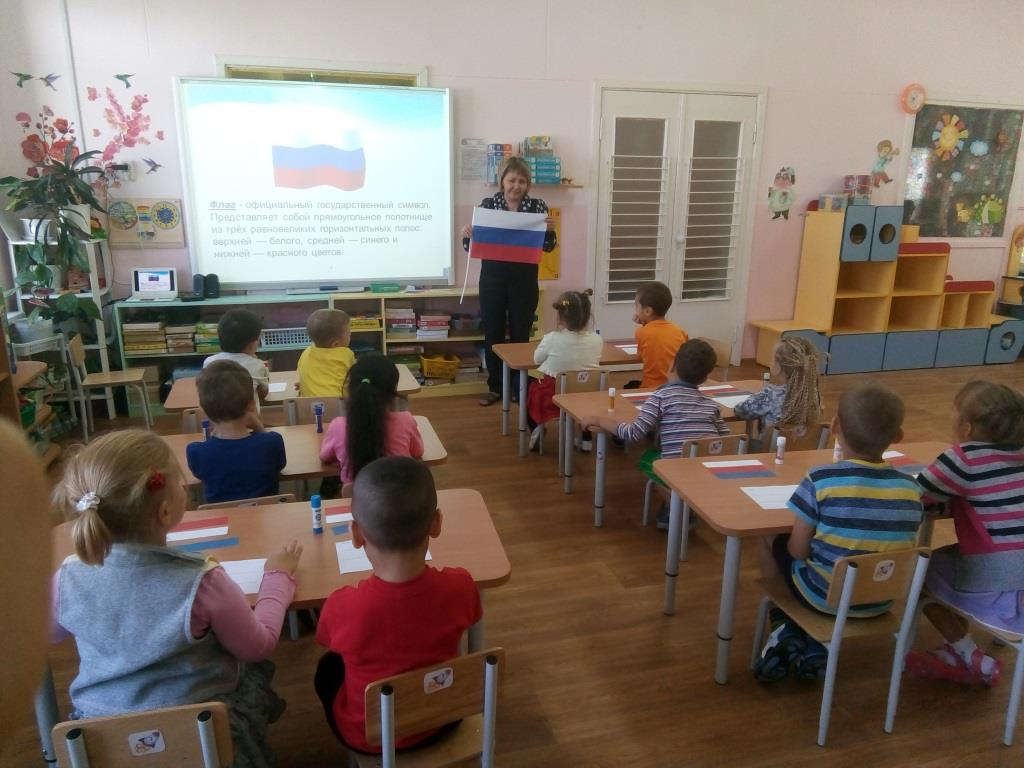 Флаг - официальный государственный символ.
Представляет собой прямоугольное полотнище
из трёх равновеликих горизонтальных полос:
верхней — белого, средней — синего и
нижней — красного цветов.